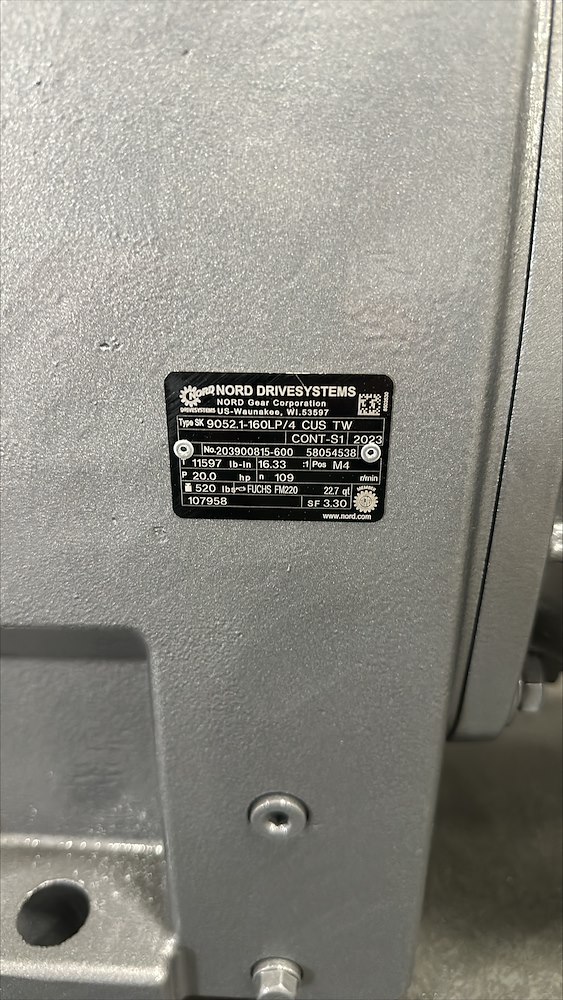 NORD NORD DRIVESYSTEMS
NORD Gear Corporation
DRIVESYSTEMS US-Waunakee, WI.53597
Type SK 9052.1-160LP/4 CUS TW
CONT-S1 2023
No.203900815-600 58054538
T 11597 lb-in 16.33 :1 Pos M4
P 20.0 hp n 109 r/min
520 lbs FUCHS FM220 22.7 qt
107958 SF 3.30
www.nord.com